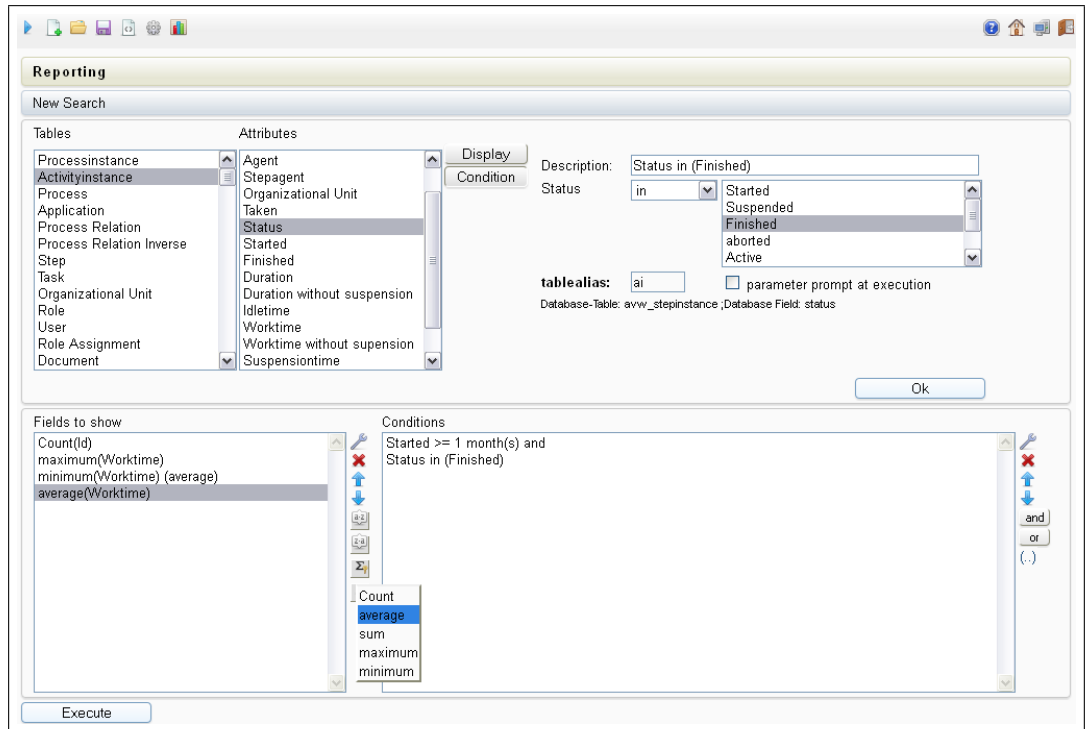 Reporting
New Search
Tables Attributes
Processinstance
Activityinstance
Process
Application
Process Relation
Process Relation Inverse
Step
Task
Organizational Unit
Role
User
Role Assignment
Document
Agent
Stepagent
Organizational Unit
Taken
Status
Started
Finished
Duration
Duration without suspension
Idletime
Worktime
Worktime without supension
Suspensiontime
Display
Condition
Description: Status in (Finished)
Status in
Started
Suspended
Finished
aborted
Active
tablealias: ai parameter prompt at execution
Database-Table: avw_stepinstance ;Database Field: status
Ok
Fields to show
Count(Id)
maximum(Worktime)
minimum(Worktime) (average)
average(Worktime)
a-z
z-a
Σ
Count
average
sum
maximum
minimum
Conditions
Started >= 1 month(s) and
Status in (Finished)
and
or
(..)
Execute